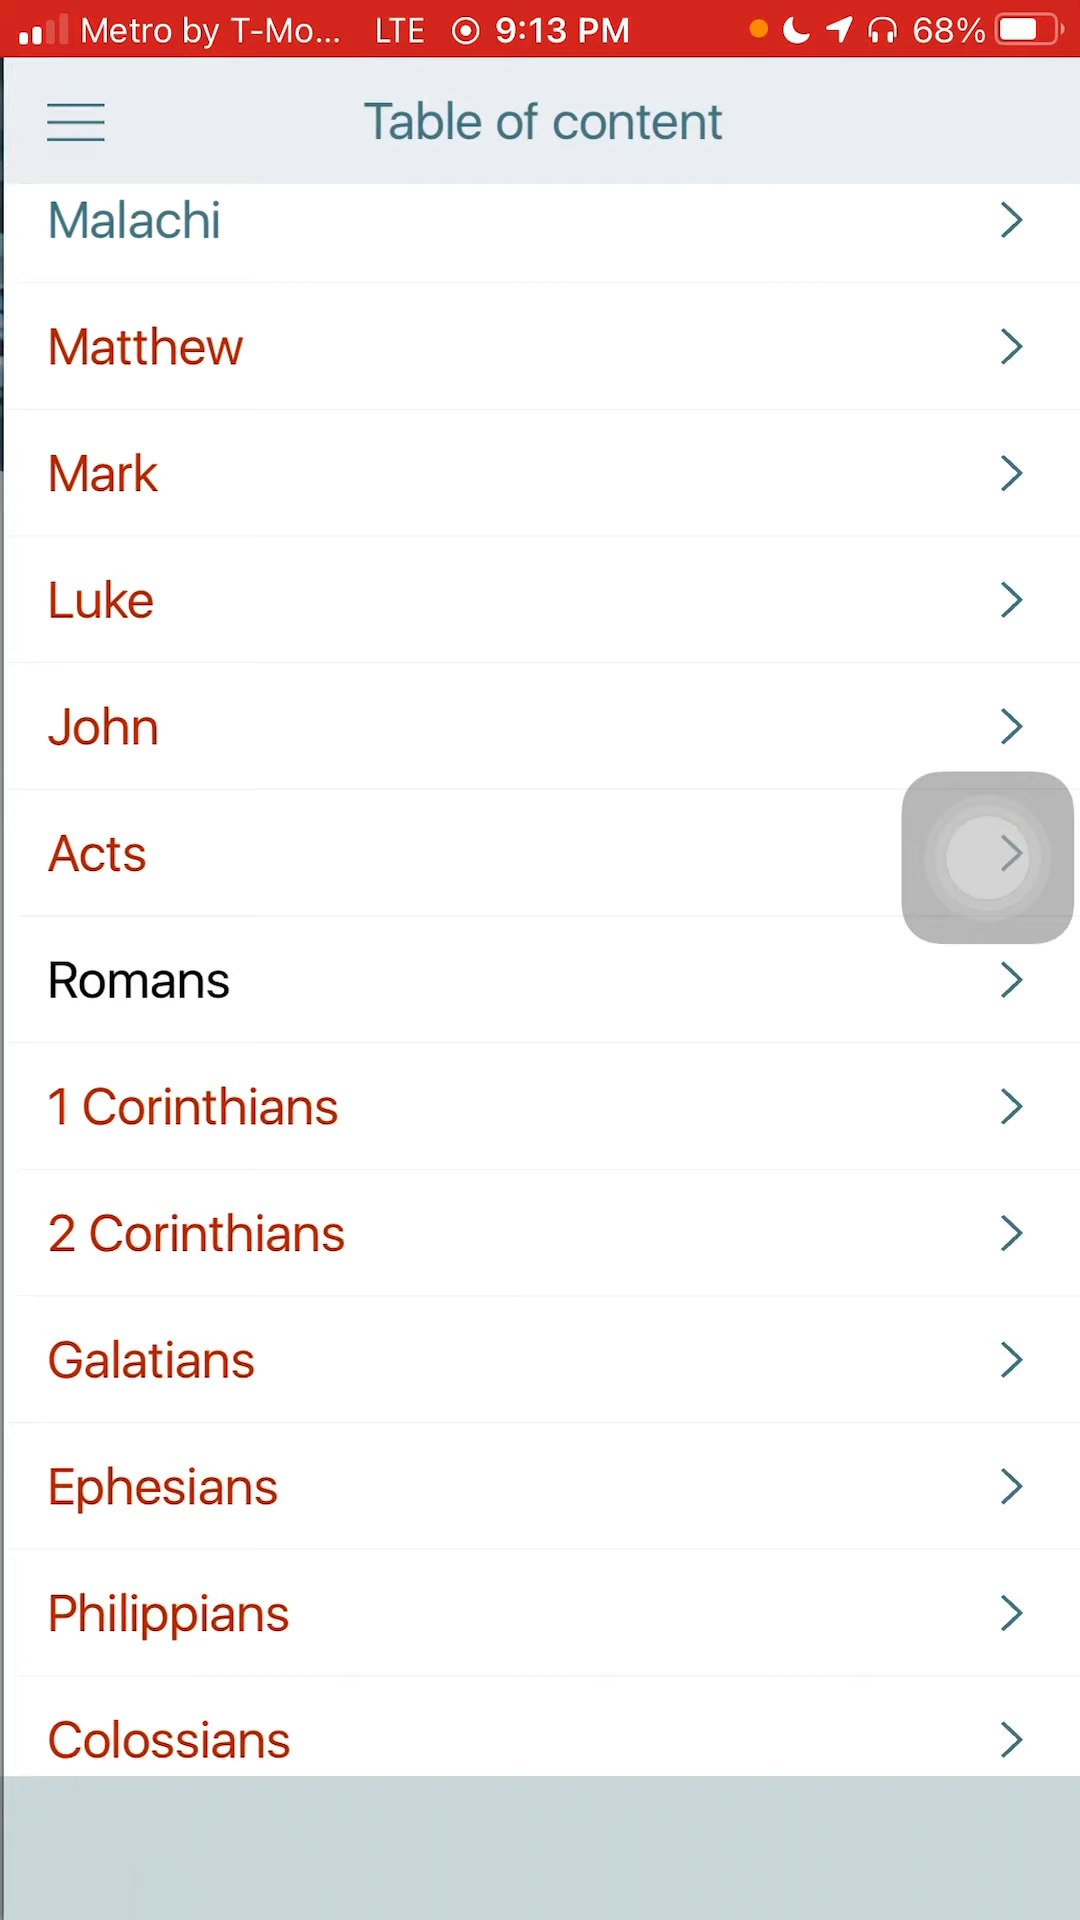 Metro by T-Mo... LTE 9:13 PM 68%
Table of content
Malachi
Matthew
Mark
Luke
John
Acts
Romans
1 Corinthians
2 Corinthians
Galatians
Ephesians
Philippians
Colossians